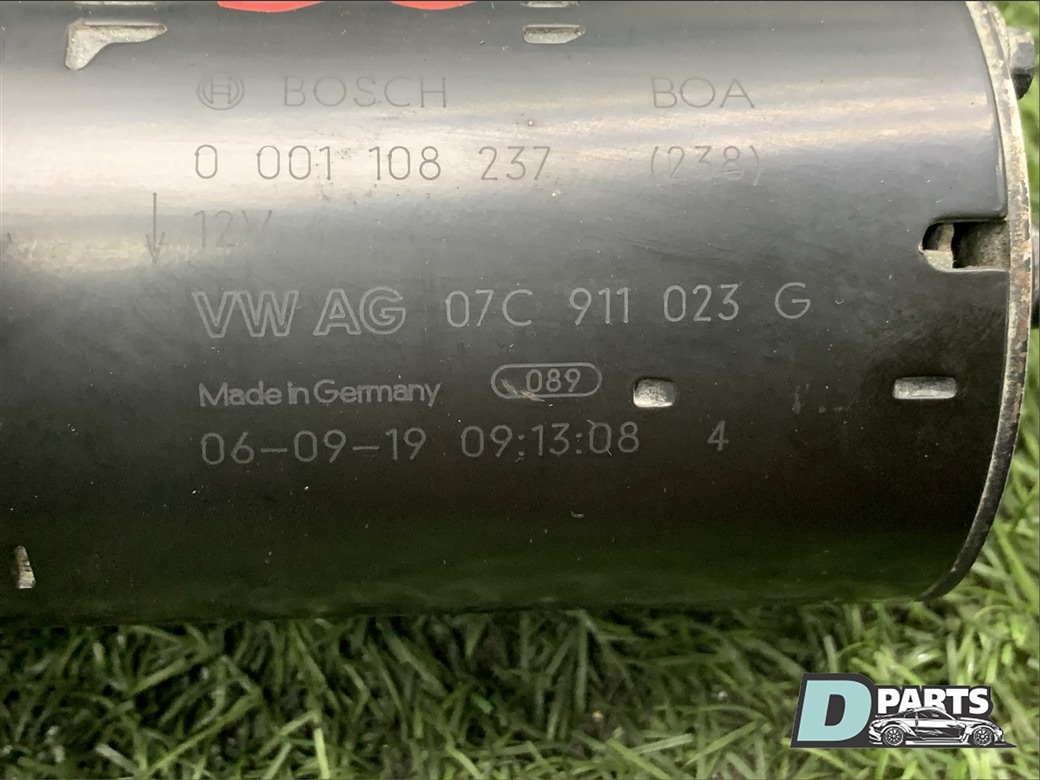 BOSCH BOA
0 001 108 237 (238)
12V
VW AG 07C 911 023 G
Made in Germany 089
06-09-19 09:13:08 4
D PARTS